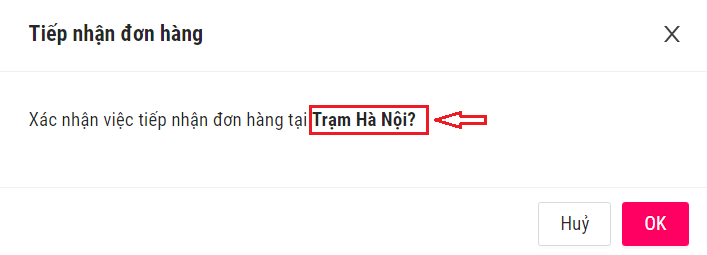 Tiếp nhận đơn hàng
Xác nhận việc tiếp nhận đơn hàng tại Trạm Hà Nội?
Huỷ
OK